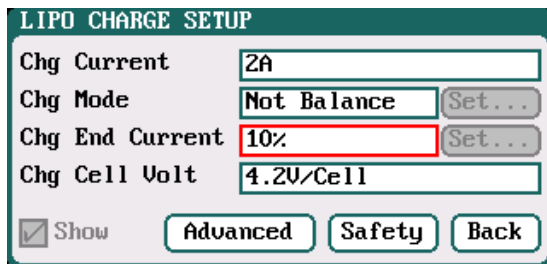 LIPO CHARGE SETUP
Chg Current 2A
Chg Mode Not Balance Set...
Chg End Current 10% Set...
Chg Cell Volt 4.2V/Cell
Show Advanced Safety Back